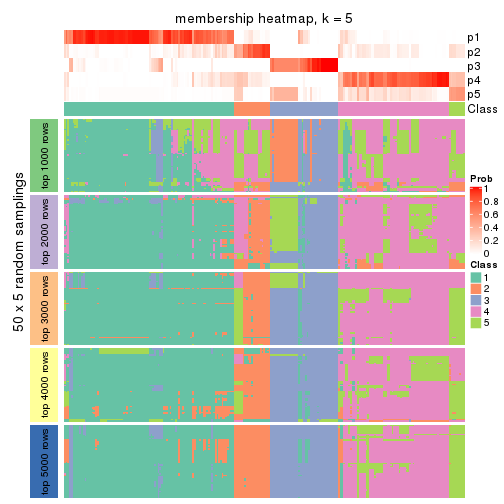 membership heatmap, k = 5
p1
p2
p3
p4
p5
Class
50 x 5 random samplings
top 1000 rows
top 2000 rows
top 3000 rows
top 4000 rows
top 5000 rows
Prob
1
0.8
0.6
0.4
0.2
0
Class
1
2
3
4
5